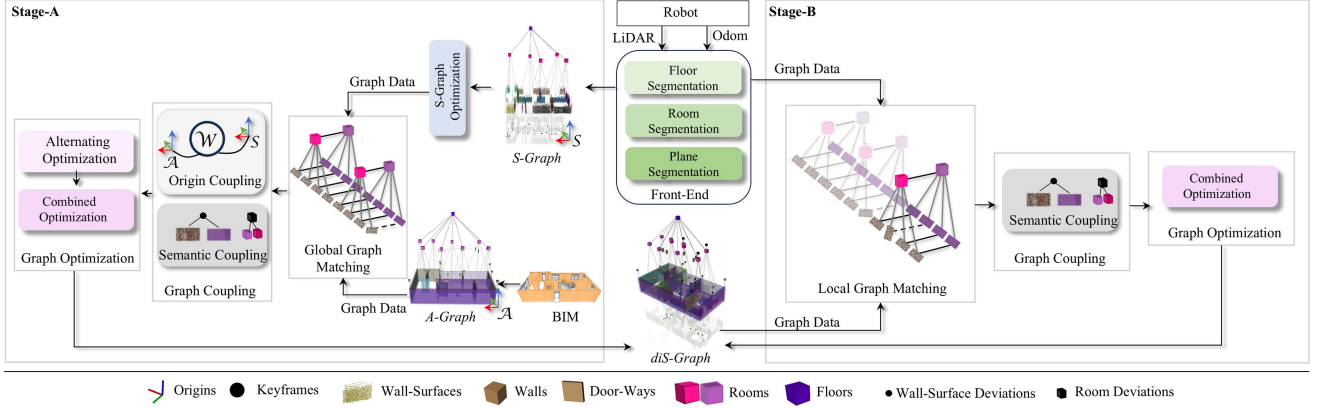 Stage-A
Robot
Stage-B
LiDAR
Odom
Graph Data
S-Graph
Optimization
Floor
Segmentation
Room
Segmentation
Plane
Segmentation
Front-End
S
S-Graph
Graph Data
Alternating
Optimization
Combined
Optimization
Graph Optimization
W
A
S
Origin Coupling
Semantic Coupling
Graph Coupling
Global Graph
Matching
Graph Data
A-Graph
A
BIM
diS-Graph
Graph Data
Local Graph Matching
Semantic Coupling
Graph Coupling
Combined
Optimization
Graph Optimization
Origins
Keyframes
Wall-Surfaces
Walls
Door-Ways
Rooms
Floors
Wall-Surface Deviations
Room Deviations